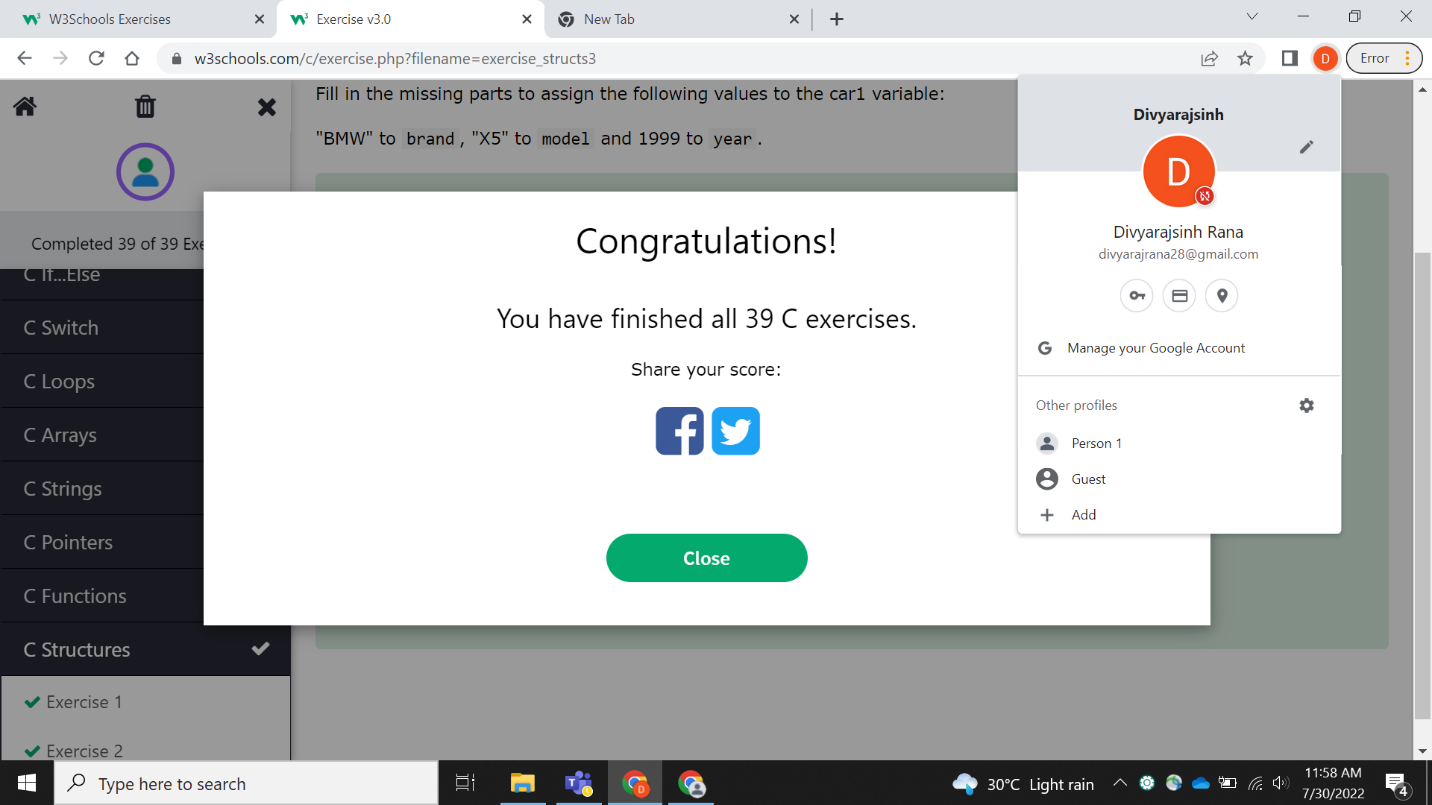 W3Schools Exercises
Exercise v3.0
New Tab
w3schools.com/c/exercise.php?filename=exercise_structs3
D
Error
Completed 39 of 39 Exe
C If...Else
C Switch
C Loops
C Arrays
C Strings
C Pointers
C Functions
C Structures
Exercise 1
Exercise 2
Fill in the missing parts to assign the following values to the car1 variable:
"BMW" to brand, "X5" to model and 1999 to year.
Congratulations!
You have finished all 39 C exercises.
Share your score:
Close
Divyarajsinh
D
Divyarajsinh Rana
divyarajrana28@gmail.com
Manage your Google Account
Other profiles
Person 1
Guest
Add
Type here to search
30°C Light rain
11:58 AM
7/30/2022
4